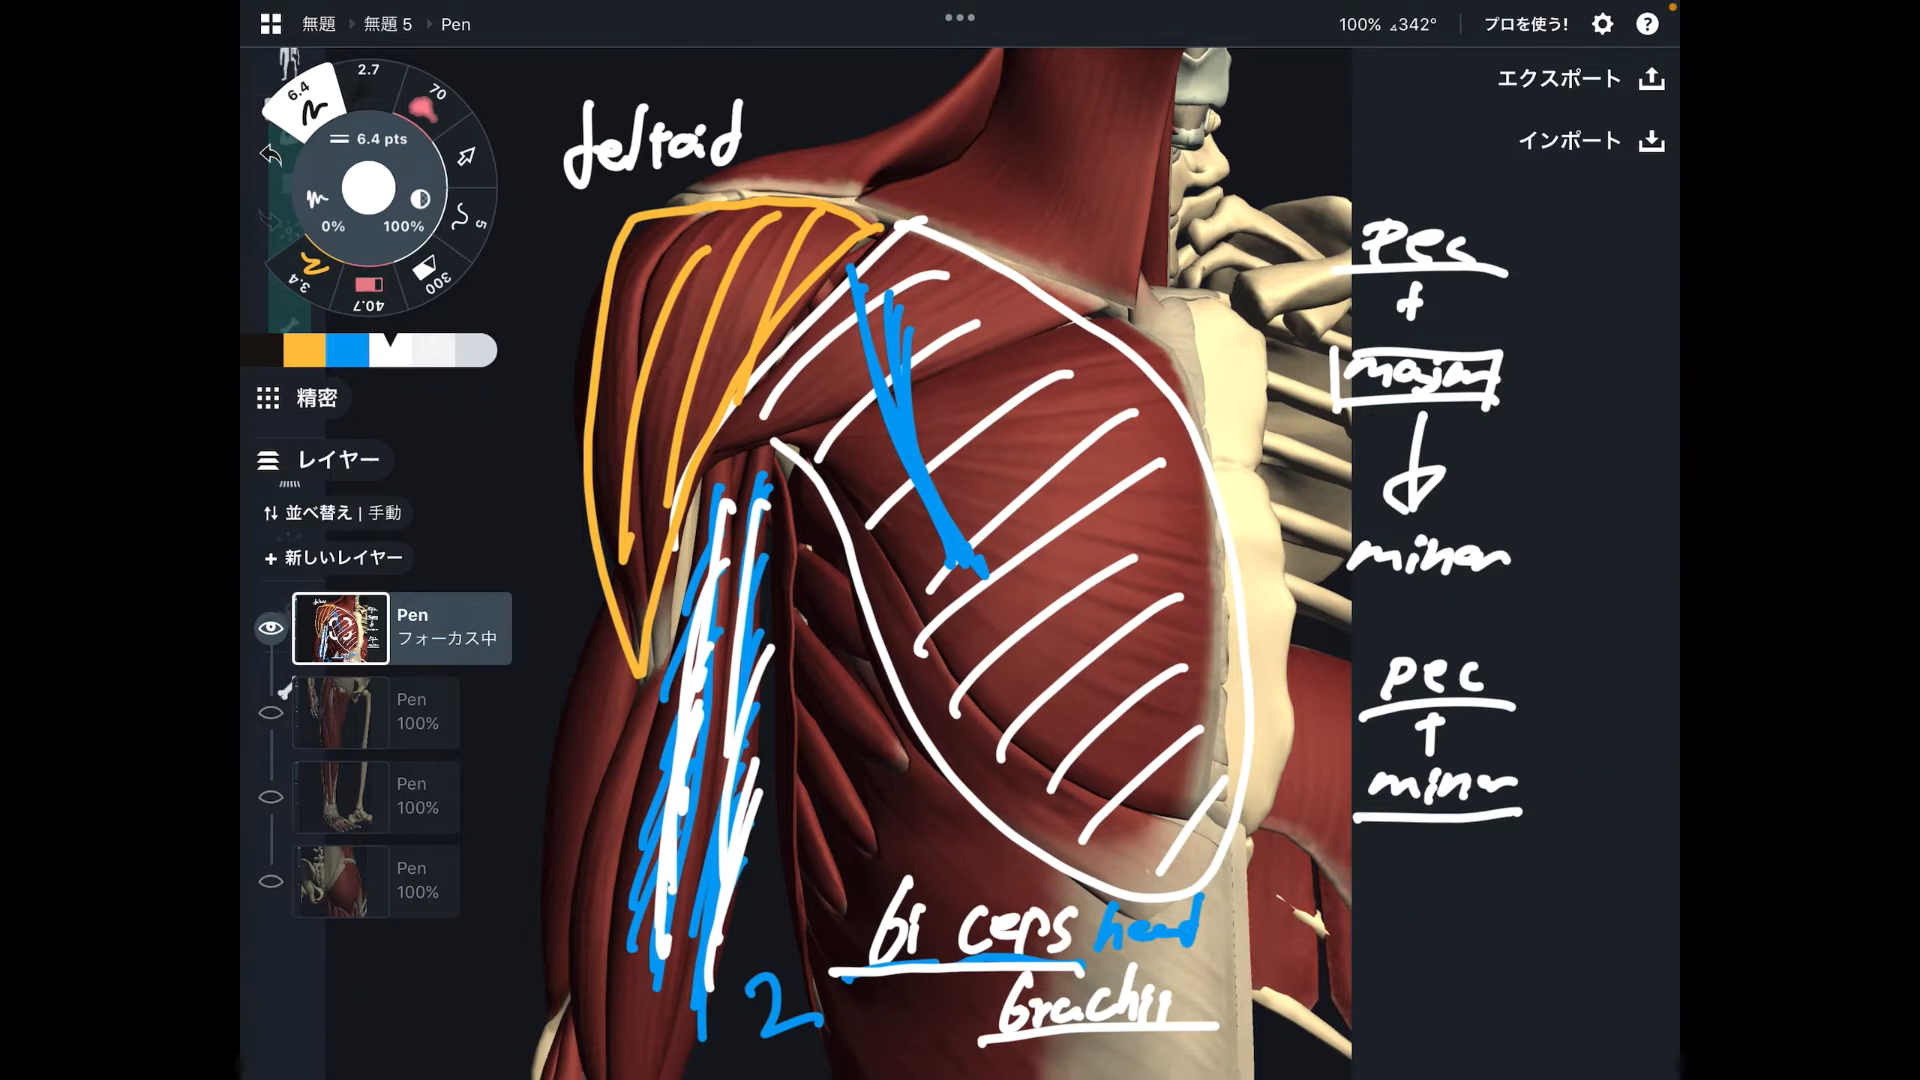 無題 無題 5 Pen
100% 342° プロを使う!
エクスポート
インポート
2.7
6.4
70
6.4 pts
0% 100%
5
3.4
40.7
300
精密
レイヤー
並べ替え | 手動
+ 新しいレイヤー
Pen
フォーカス中
Pen
100%
Pen
100%
Pen
100%
deltoid
pec
major
minor
pec
minor
bi ceps head
brachii
2